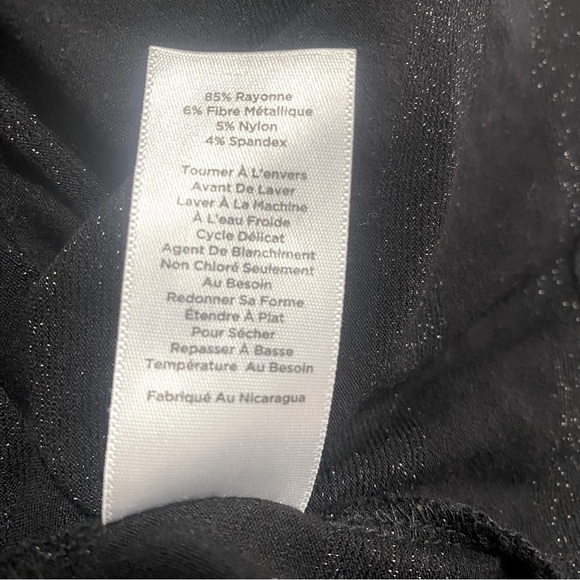 85% Rayonne
6% Fibre Métallique
5% Nylon
4% Spandex
Tourner À L'envers
Avant De Laver
Laver À La Machine
À L'eau Froide
Cycle Délicat
Agent De Blanchiment
Non Chloré Seulement
Au Besoin
Redonner Sa Forme
Étendre À Plat
Pour Sécher
Repasser À Basse
Température Au Besoin
Fabriqué Au Nicaragua